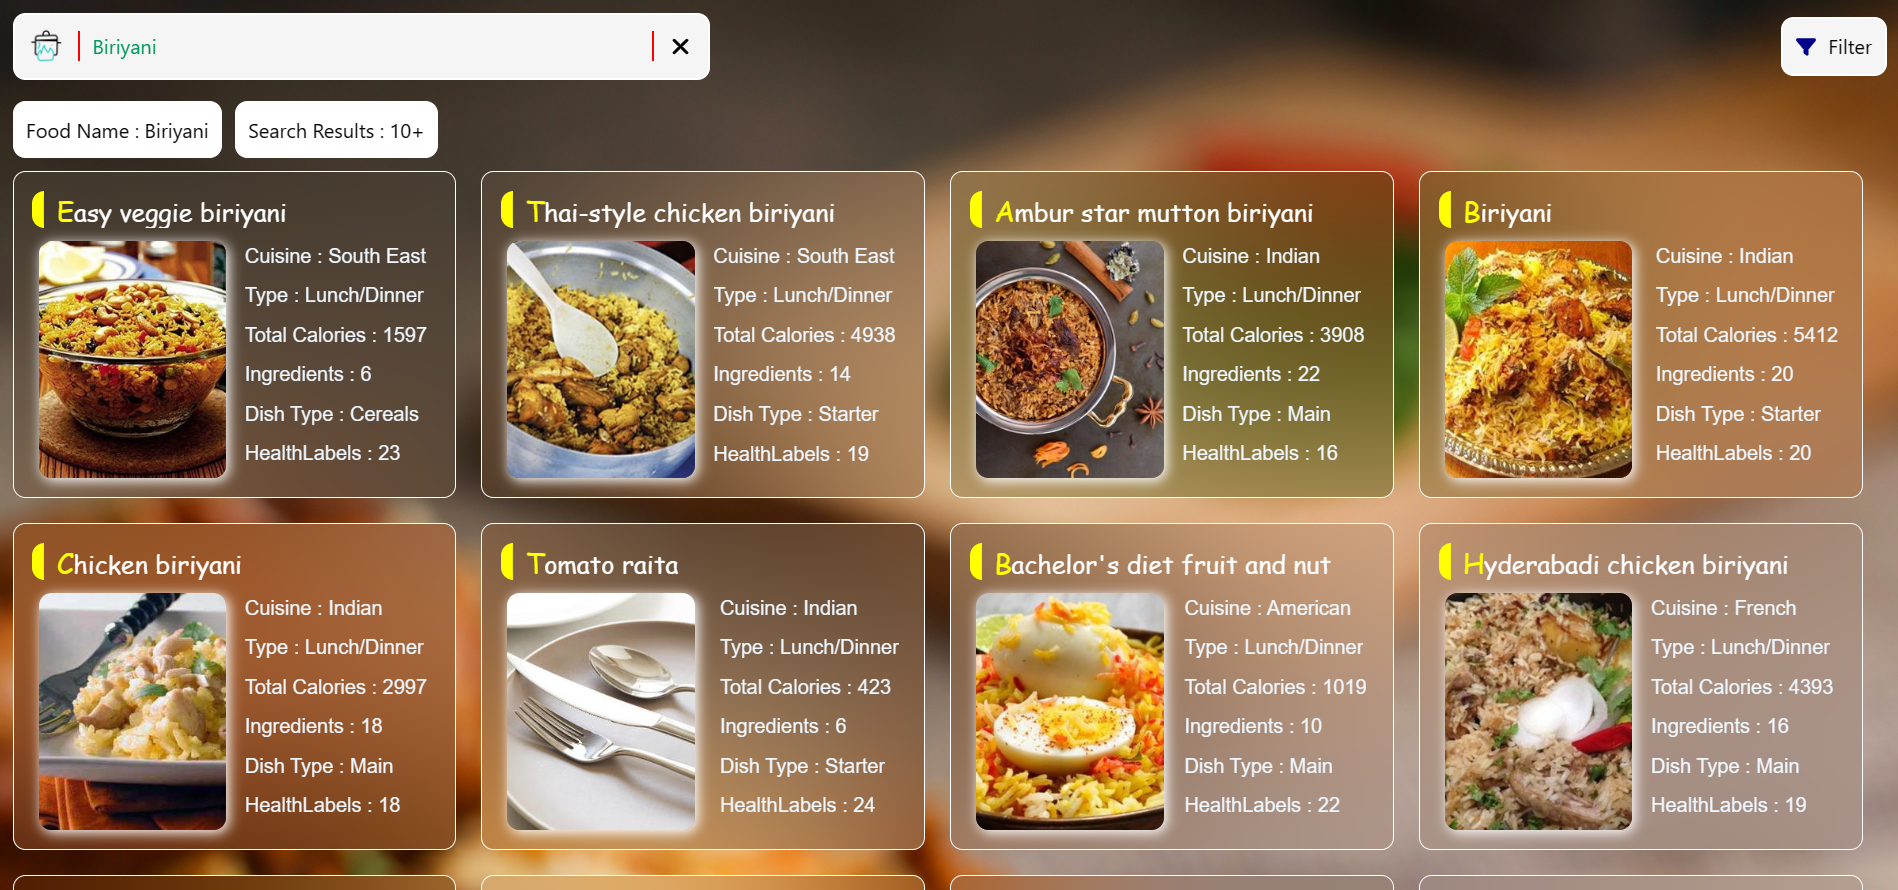 Biriyani
Filter
Food Name : Biriyani
Search Results : 10+
Easy veggie biriyani
Cuisine : South East
Type : Lunch/Dinner
Total Calories : 1597
Ingredients : 6
Dish Type : Cereals
HealthLabels : 23
Thai-style chicken biriyani
Cuisine : South East
Type : Lunch/Dinner
Total Calories : 4938
Ingredients : 14
Dish Type : Starter
HealthLabels : 19
Ambur star mutton biriyani
Cuisine : Indian
Type : Lunch/Dinner
Total Calories : 3908
Ingredients : 22
Dish Type : Main
HealthLabels : 16
Biriyani
Cuisine : Indian
Type : Lunch/Dinner
Total Calories : 5412
Ingredients : 20
Dish Type : Starter
HealthLabels : 20
Chicken biriyani
Cuisine : Indian
Type : Lunch/Dinner
Total Calories : 2997
Ingredients : 18
Dish Type : Main
HealthLabels : 18
Tomato raita
Cuisine : Indian
Type : Lunch/Dinner
Total Calories : 423
Ingredients : 6
Dish Type : Starter
HealthLabels : 24
Bachelor's diet fruit and nut
Cuisine : American
Type : Lunch/Dinner
Total Calories : 1019
Ingredients : 10
Dish Type : Main
HealthLabels : 22
Hyderabadi chicken biriyani
Cuisine : French
Type : Lunch/Dinner
Total Calories : 4393
Ingredients : 16
Dish Type : Main
HealthLabels : 19